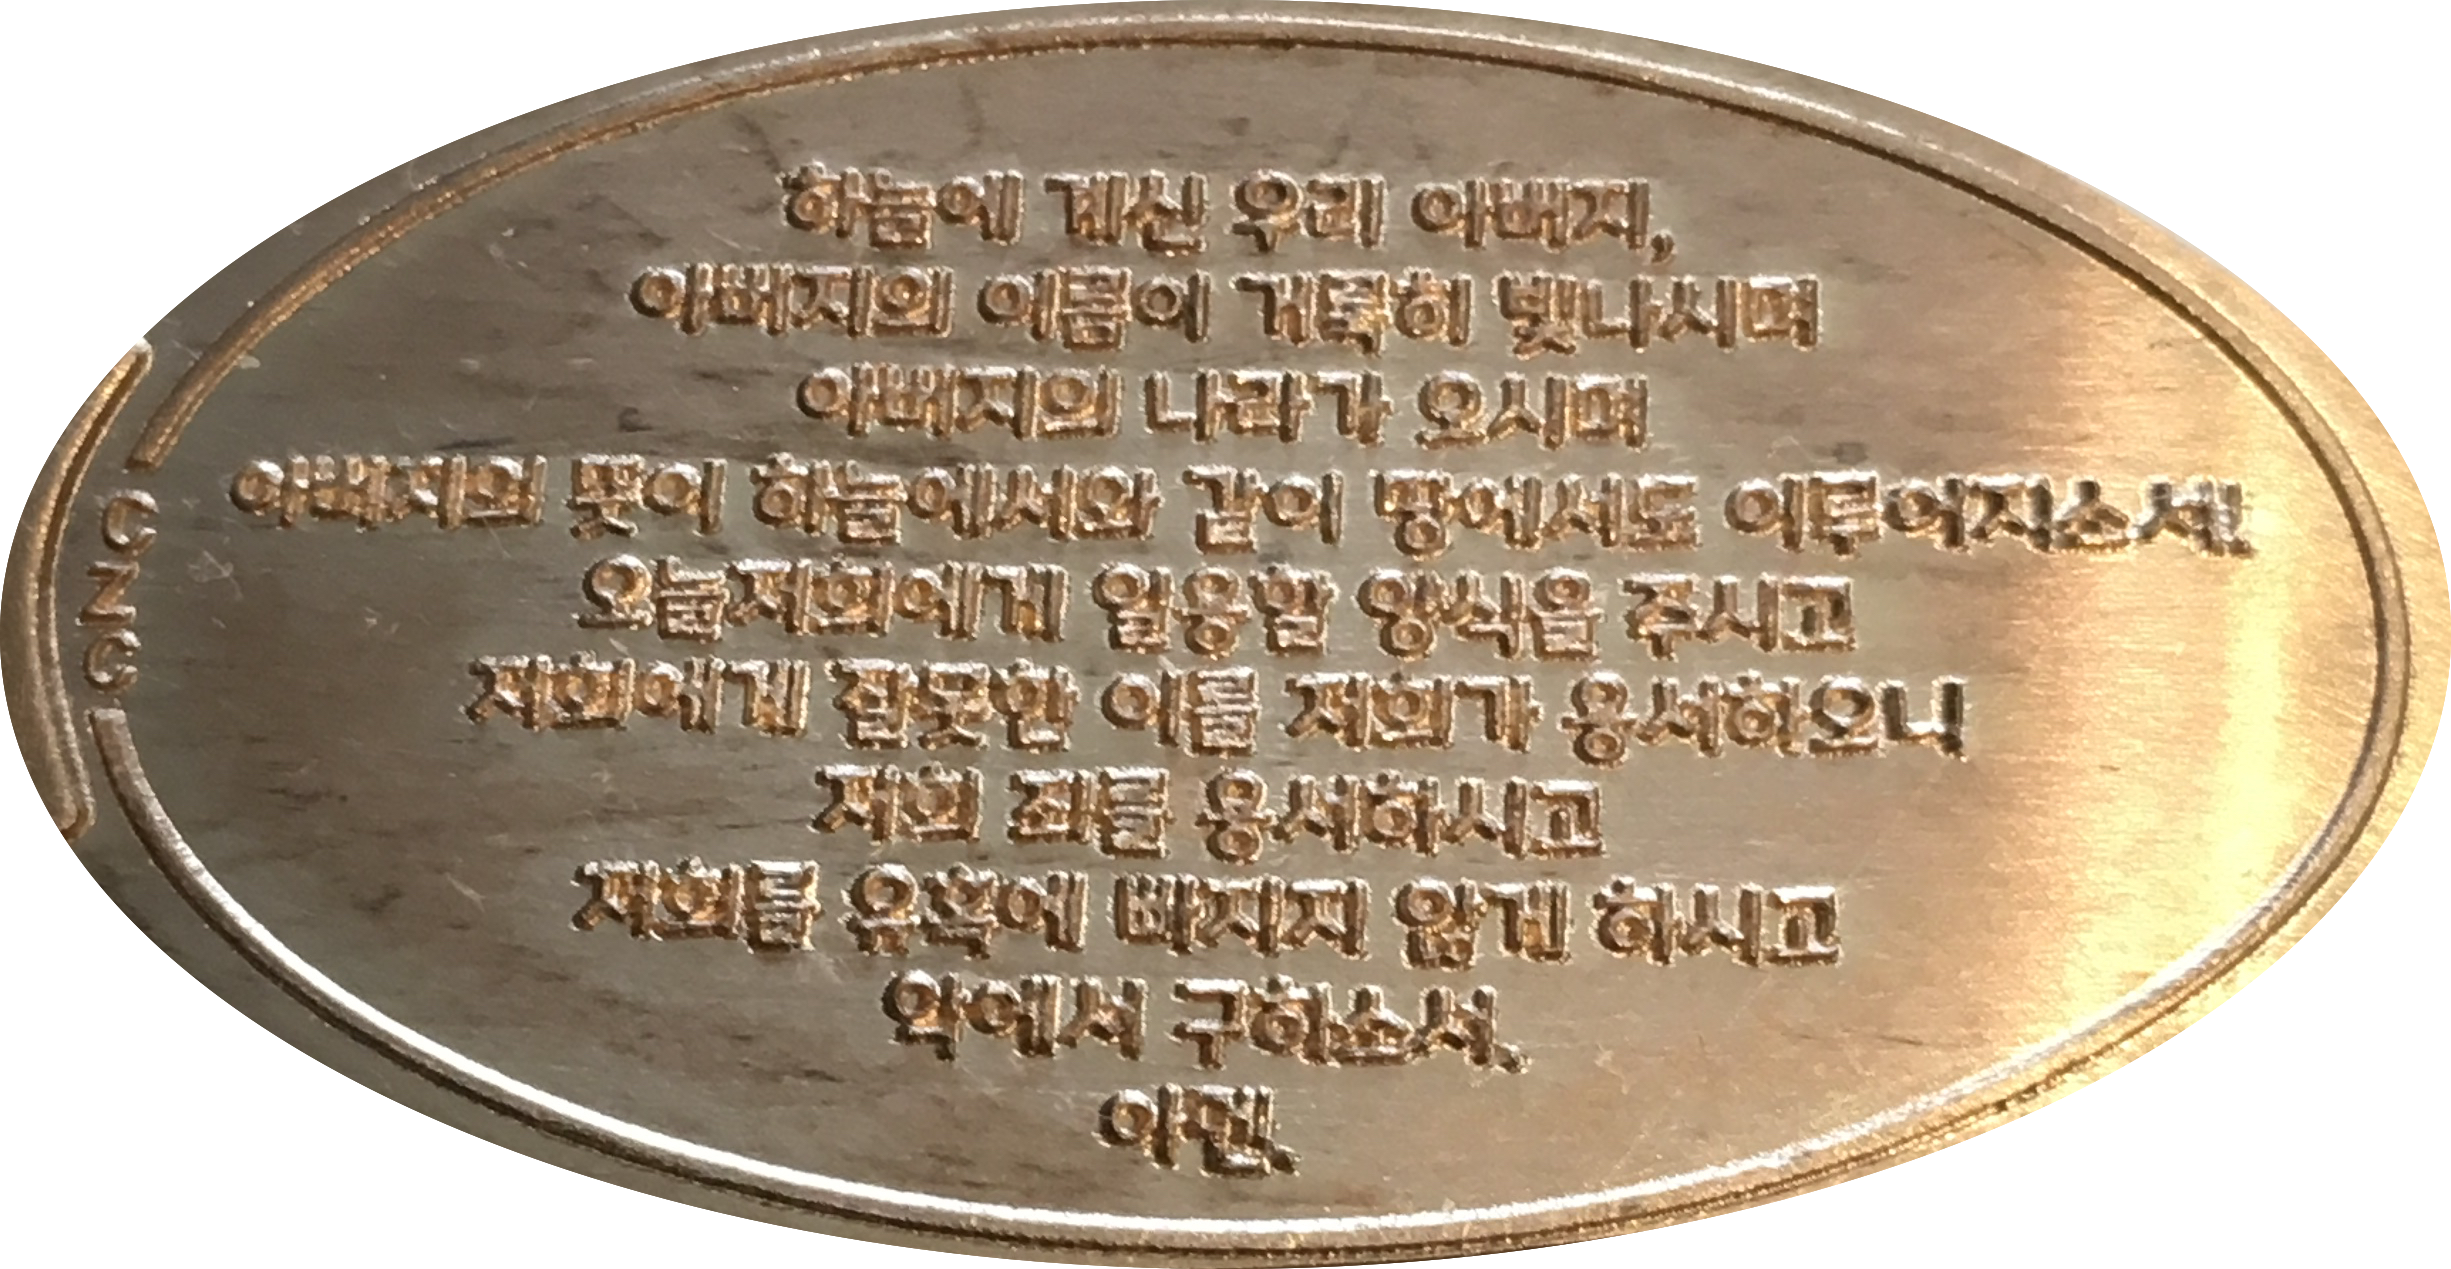 하늘에 계신 우리 아버지,
아버지의 이름이 거룩히 빛나시며
아버지의 나라가 오시며
아버지의 뜻이 하늘에서와 같이 땅에서도 이루어지소서!
오늘저희에게 일용할 양식을 주시고
저희에게 잘못한 이를 저희가 용서하오니
저희 죄를 용서하시고
저희를 유혹에 빠지지 않게 하시고
악에서 구하소서.
아멘.
CZG